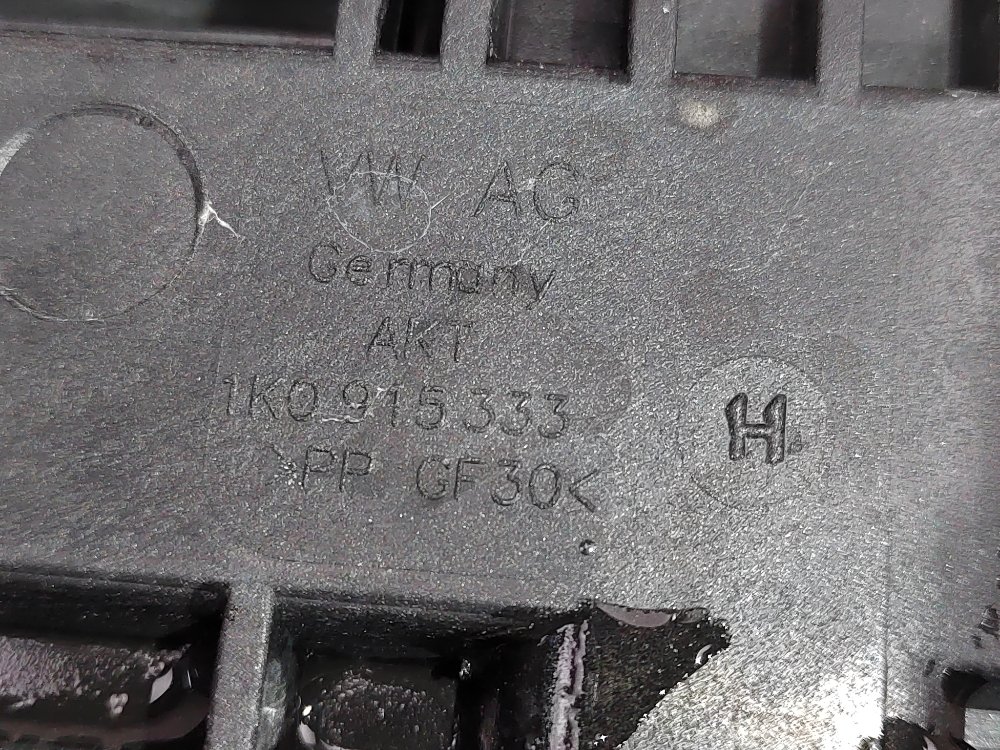 VW AG
Germany
AKT
1K0 915 333
>PP GF30<
H